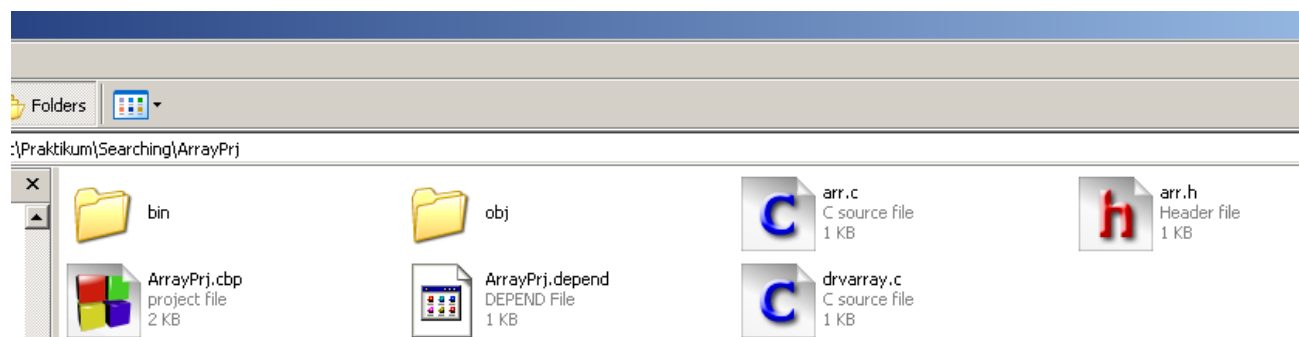 Folders
:\Praktikum\Searching\ArrayPrj
bin
obj
arr.c
C source file
1 KB
arr.h
Header file
1 KB
ArrayPrj.cbp
project file
2 KB
ArrayPrj.depend
DEPEND File
1 KB
drvarray.c
C source file
1 KB